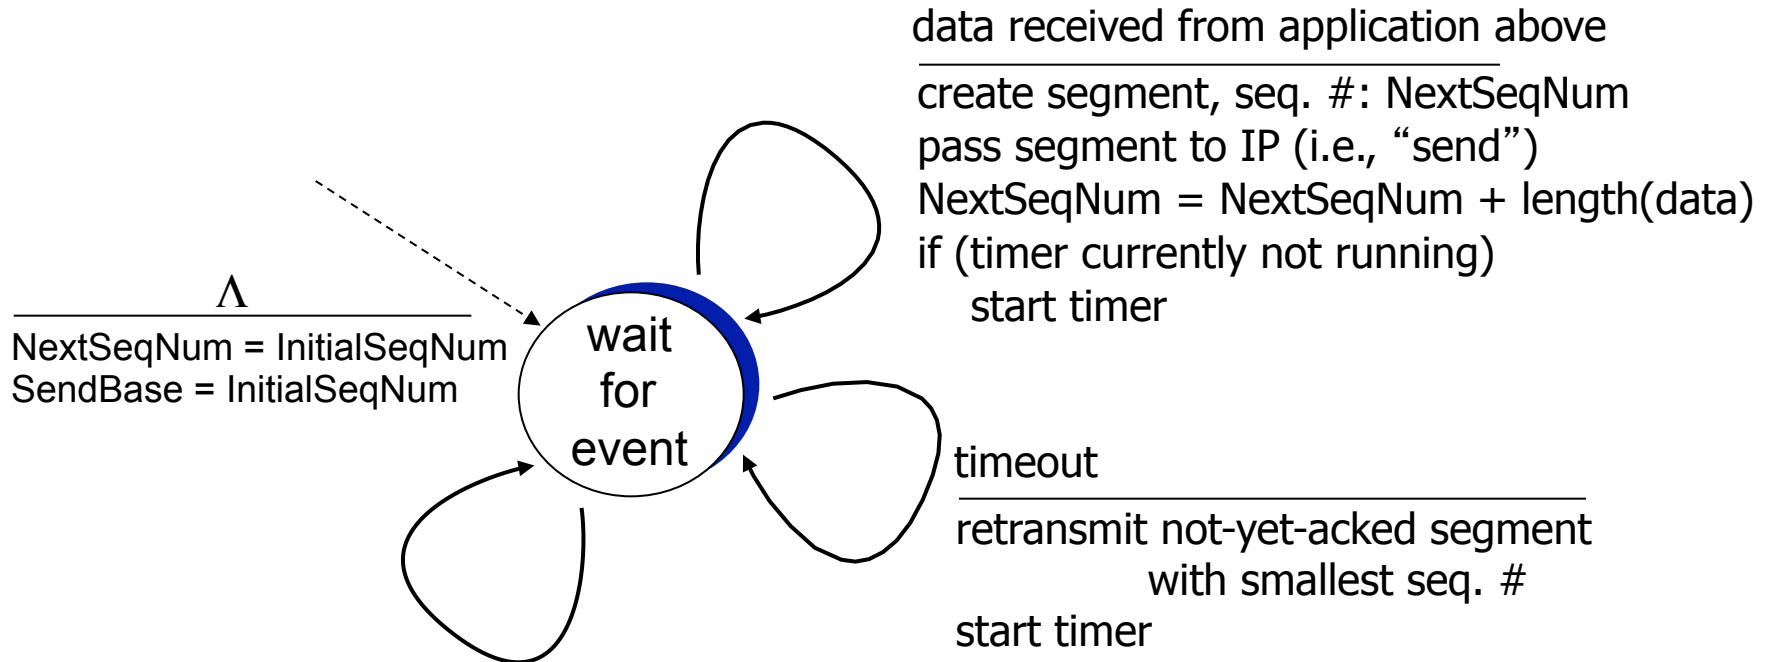 data received from application above
create segment, seq. #: NextSeqNum
pass segment to IP (i.e., “send”)
NextSeqNum = NextSeqNum + length(data)
if (timer currently not running)
start timer
Λ
NextSeqNum = InitialSeqNum
SendBase = InitialSeqNum
wait
for
event
timeout
retransmit not-yet-acked segment
with smallest seq. #
start timer